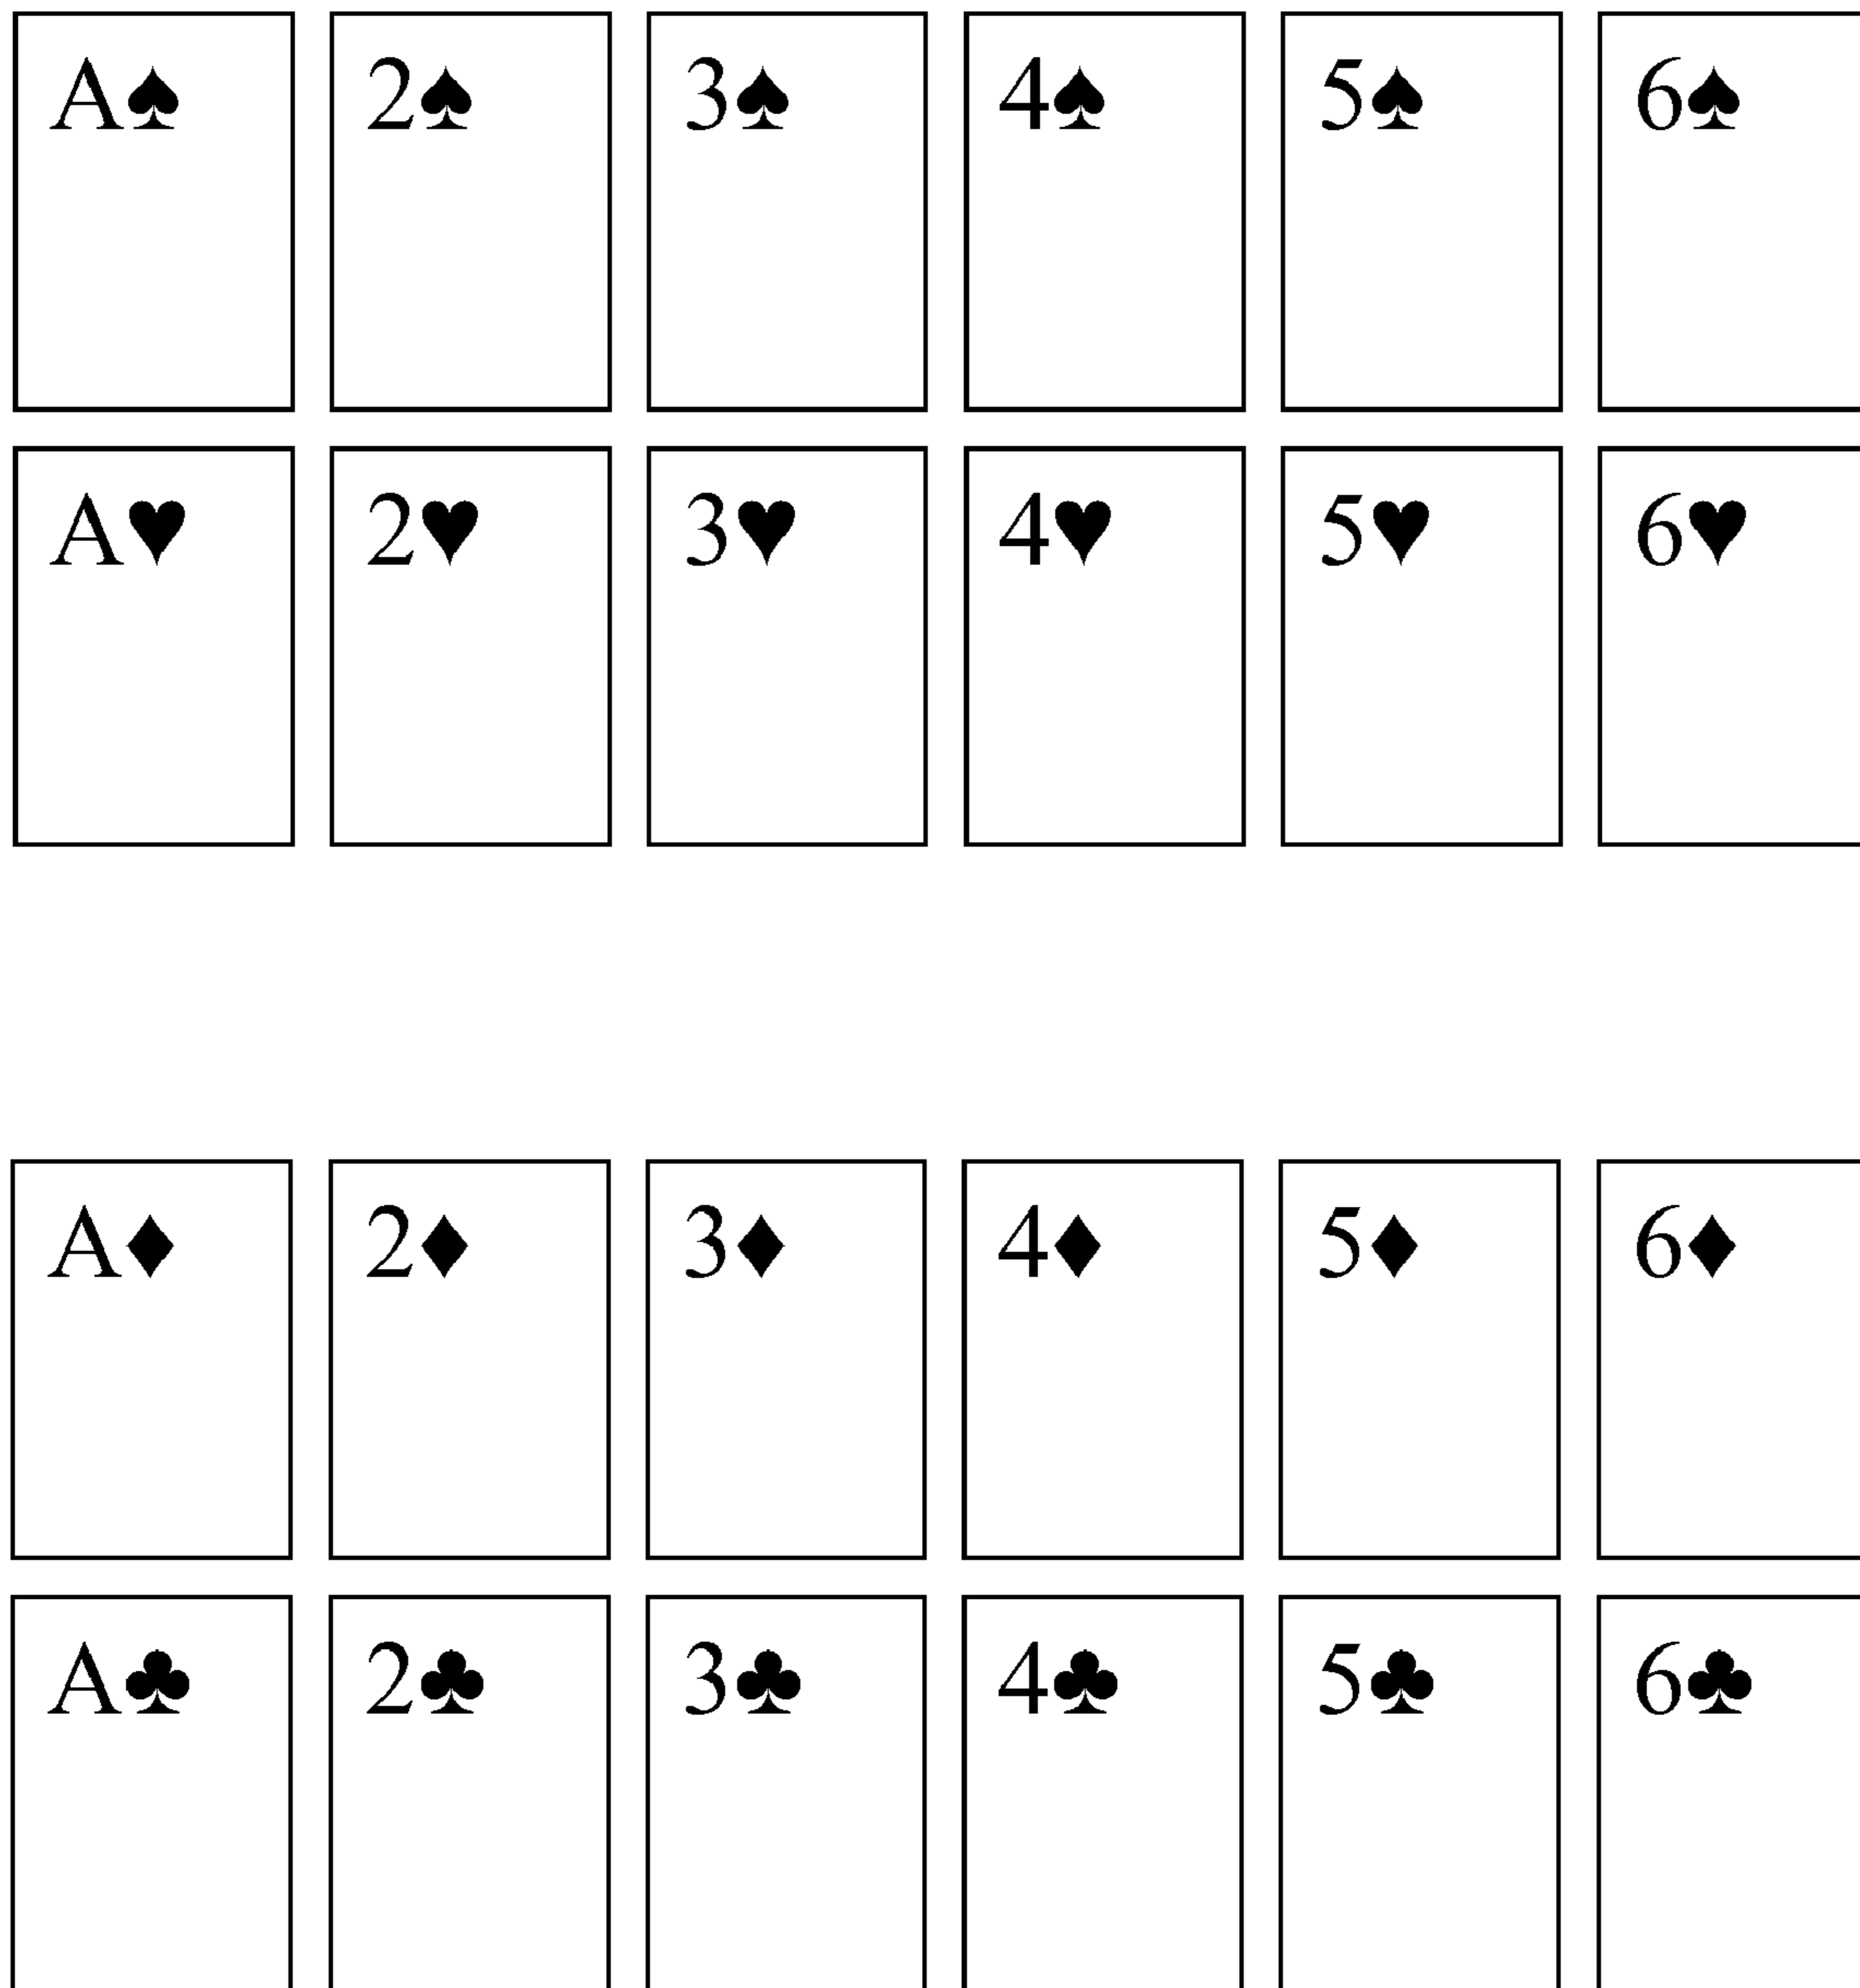 A♠ 2♠ 3♠ 4♠ 5♠ 6♠
A♥ 2♥ 3♥ 4♥ 5♥ 6♥
A♦ 2♦ 3♦ 4♦ 5♦ 6♦
A♣ 2♣ 3♣ 4♣ 5♣ 6♣